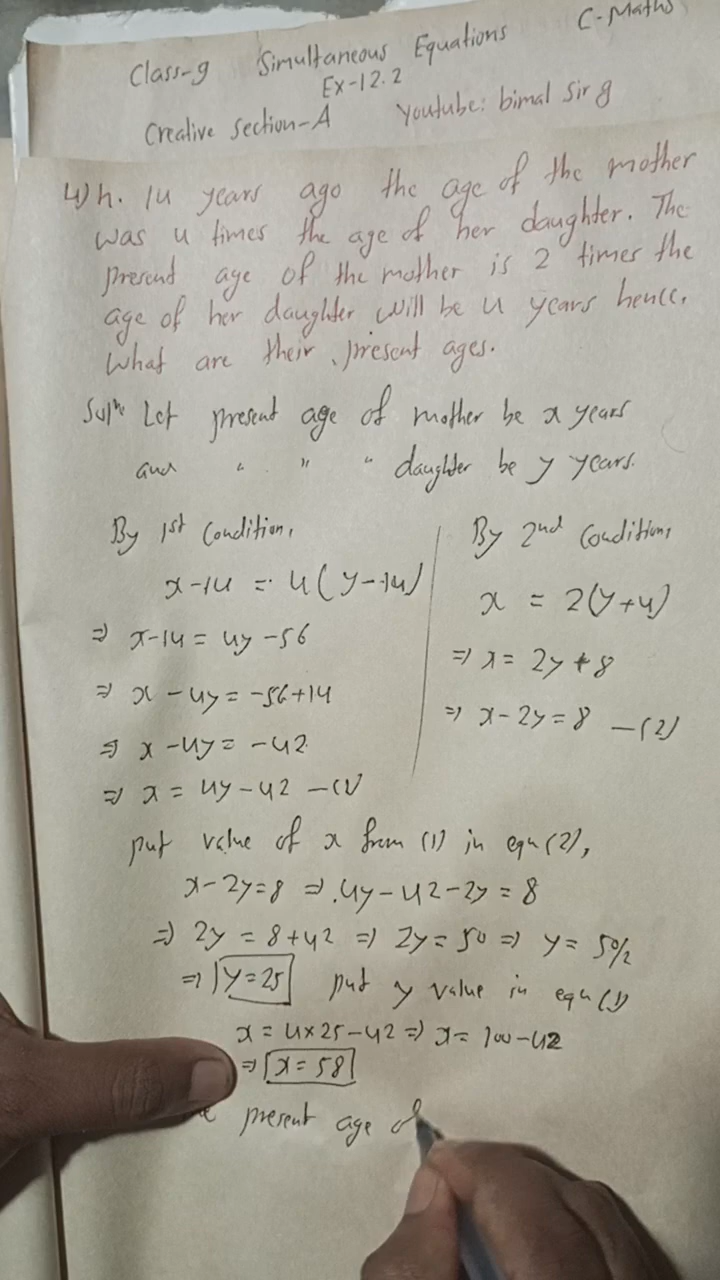 Class-9 Simultaneous Equations C-Maths
Ex-12.2
Creative Section-A Youtube: bimal Sir g
4) h. 14 years ago the age of the mother
was 4 times the age of her daughter. The
present age of the mother is 2 times the
age of her daughter will be 4 years hence.
What are their present ages.
Solⁿ Let present age of mother be x years
and " " " daughter be y years.
By 1st Condition,
x-14 = 4(y-14)
⇒ x-14 = 4y -56
⇒ x - 4y = -56+14
⇒ x -4y = -42
⇒ x = 4y -42 -(1)
By 2nd Condition,
x = 2(y+4)
⇒ x = 2y + 8
⇒ x - 2y = 8 -(2)
put value of x from (1) in eqn (2),
x-2y=8 ⇒ 4y-42-2y = 8
⇒ 2y = 8+42 ⇒ 2y = 50 ⇒ y = 50/2
⇒ y=25 put y value in eqn (1)
x = 4×25-42 ⇒ x = 100-42
⇒ x = 58
present age of